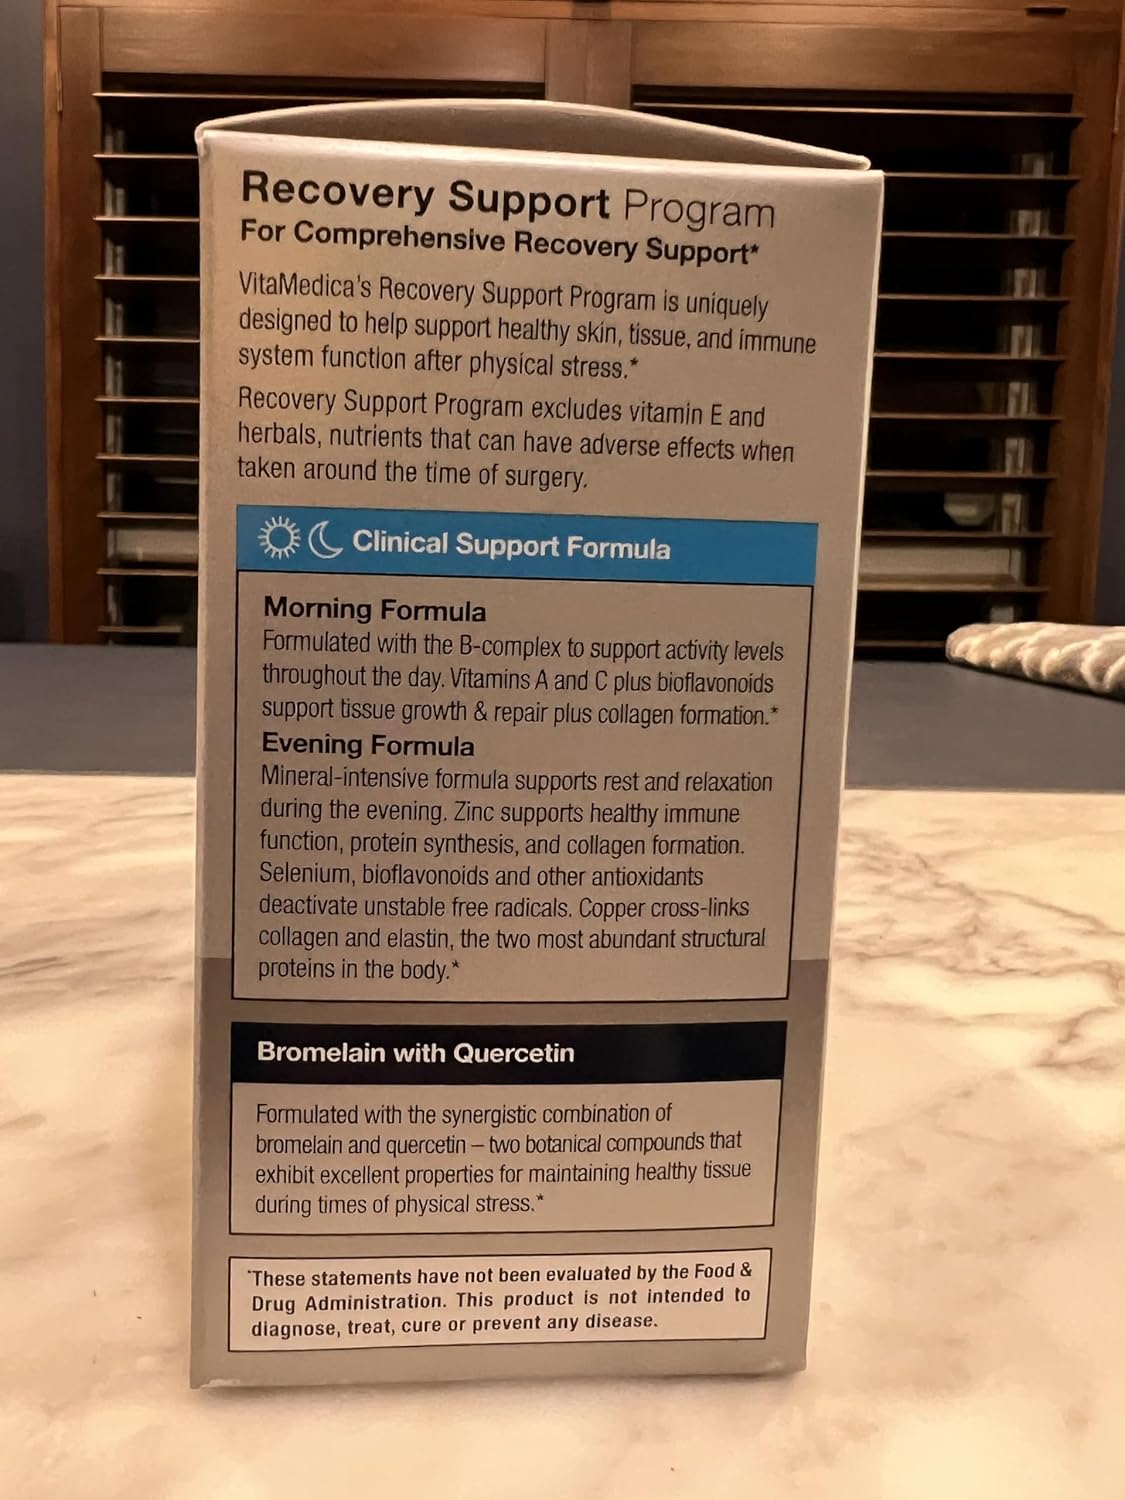 Recovery Support Program
For Comprehensive Recovery Support*
VitaMedica's Recovery Support Program is uniquely
designed to help support healthy skin, tissue, and immune
system function after physical stress.*
Recovery Support Program excludes vitamin E and
herbals, nutrients that can have adverse effects when
taken around the time of surgery.
Clinical Support Formula
Morning Formula
Formulated with the B-complex to support activity levels
throughout the day. Vitamins A and C plus bioflavonoids
support tissue growth & repair plus collagen formation.*
Evening Formula
Mineral-intensive formula supports rest and relaxation
during the evening. Zinc supports healthy immune
function, protein synthesis, and collagen formation.
Selenium, bioflavonoids and other antioxidants
deactivate unstable free radicals. Copper cross-links
collagen and elastin, the two most abundant structural
proteins in the body.*
Bromelain with Quercetin
Formulated with the synergistic combination of
bromelain and quercetin – two botanical compounds that
exhibit excellent properties for maintaining healthy tissue
during times of physical stress.*
*These statements have not been evaluated by the Food &
Drug Administration. This product is not intended to
diagnose, treat, cure or prevent any disease.